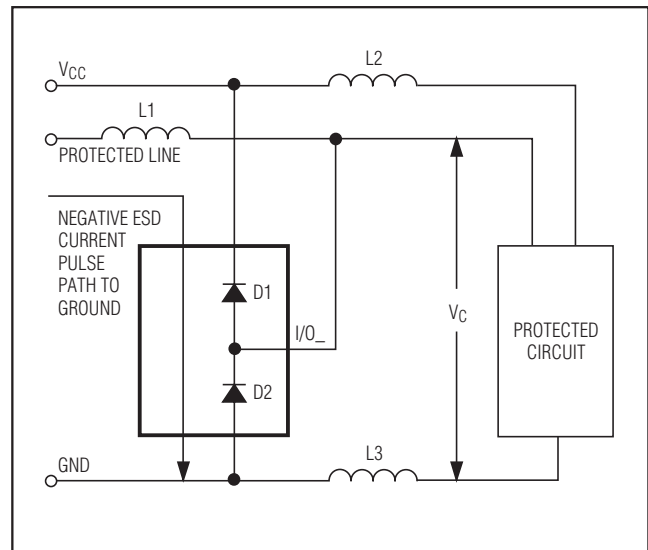 VCC
L2
L1
PROTECTED LINE
NEGATIVE ESD
CURRENT
PULSE
PATH TO
GROUND
D1
I/O_
VC
PROTECTED
CIRCUIT
D2
GND
L3